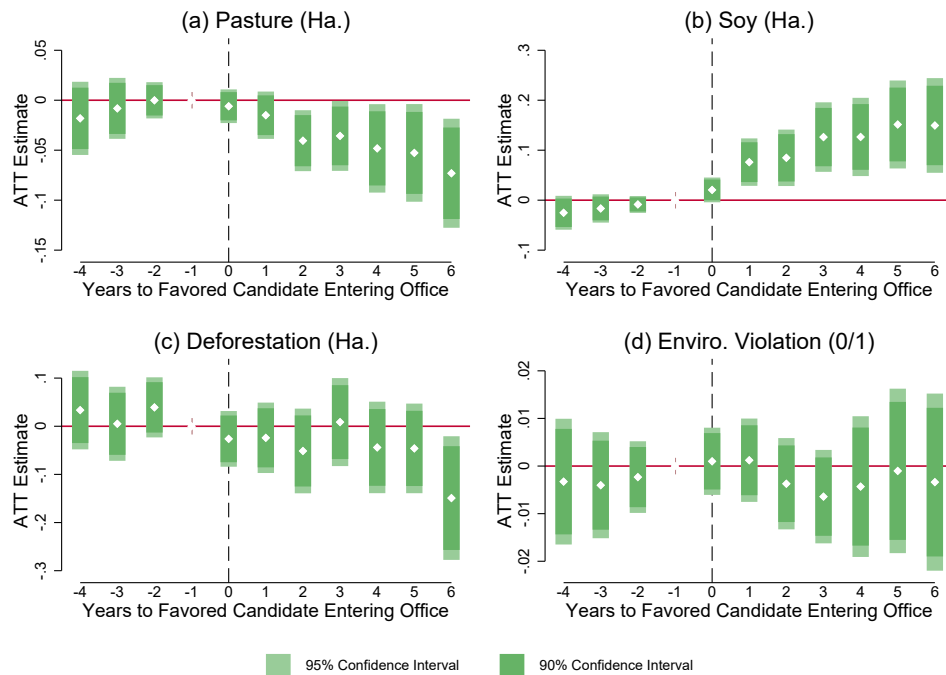 (a) Pasture (Ha.)
ATT Estimate
.05
0
-.05
-.1
-.15
-4 -3 -2 -1 0 1 2 3 4 5 6
Years to Favored Candidate Entering Office
(b) Soy (Ha.)
ATT Estimate
.3
.2
.1
0
-.1
-4 -3 -2 -1 0 1 2 3 4 5 6
Years to Favored Candidate Entering Office
(c) Deforestation (Ha.)
ATT Estimate
.1
0
-.1
-.2
-.3
-4 -3 -2 -1 0 1 2 3 4 5 6
Years to Favored Candidate Entering Office
(d) Enviro. Violation (0/1)
ATT Estimate
.02
.01
0
-.01
-.02
-4 -3 -2 -1 0 1 2 3 4 5 6
Years to Favored Candidate Entering Office
95% Confidence Interval
90% Confidence Interval